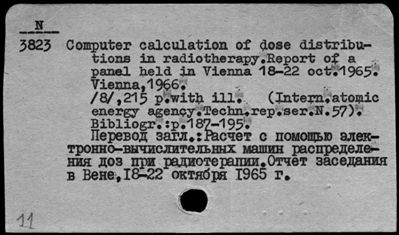 N
3823 Computer calculation of dose distribu-
tions in radiotherapy.Report of a
panel held in Vienna 18-22 oct.1965.
Vienna,1966.
/8/,215 p.with ill. (Intern.atomic
energy agency.Techn.rep.ser.N.57).
Bibliogr.:p.187-195.
Перевод загл.:Расчет с помощью элек-
тронно-вычислительных машин распределе-
ния доз при радиотерапии.Отчет заседания
в Вене,I8-22 октября I965 г.
11